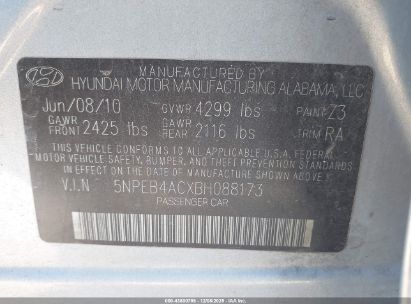 MANUFACTURED BY
HYUNDAI MOTOR MANUFACTURING ALABAMA, LLC
Jun/08/10 GVWR 4299 lbs PAINT Z3
GAWR FRONT 2425 lbs GAWR REAR 2116 lbs TRIM RA
THIS VEHICLE CONFORMS TO ALL APPLICABLE U.S.A. FEDERAL
MOTOR VEHICLE SAFETY, BUMPER, AND THEFT PREVENTION STANDARDS
IN EFFECT ON THE DATE OF MANUFACTURE SHOWN ABOVE.
V.I.N 5NPEB4ACXBH088173
PASSENGER CAR